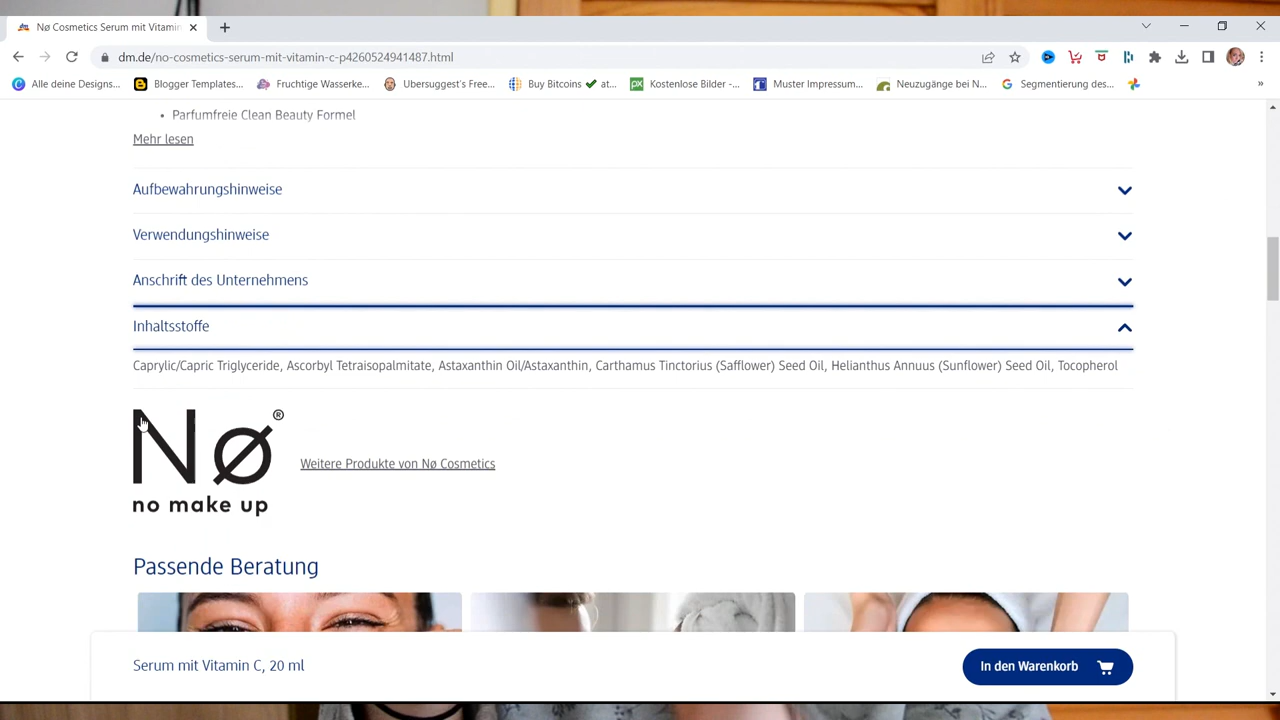 Nø Cosmetics Serum mit Vitamin
dm.de/no-cosmetics-serum-mit-vitamin-c-p4260524941487.html
Alle deine Designs... Blogger Templates... Fruchtige Wasserke... Ubersuggest's Free... Buy Bitcoins ✔ at... Kostenlose Bilder -... Muster Impressum... Neuzugänge bei N... Segmentierung des... »
• Parfumfreie Clean Beauty Formel
Mehr lesen
Aufbewahrungshinweise
Verwendungshinweise
Anschrift des Unternehmens
Inhaltsstoffe
Caprylic/Capric Triglyceride, Ascorbyl Tetraisopalmitate, Astaxanthin Oil/Astaxanthin, Carthamus Tinctorius (Safflower) Seed Oil, Helianthus Annuus (Sunflower) Seed Oil, Tocopherol
Nø®
no make up
Weitere Produkte von Nø Cosmetics
Passende Beratung
Serum mit Vitamin C, 20 ml
In den Warenkorb